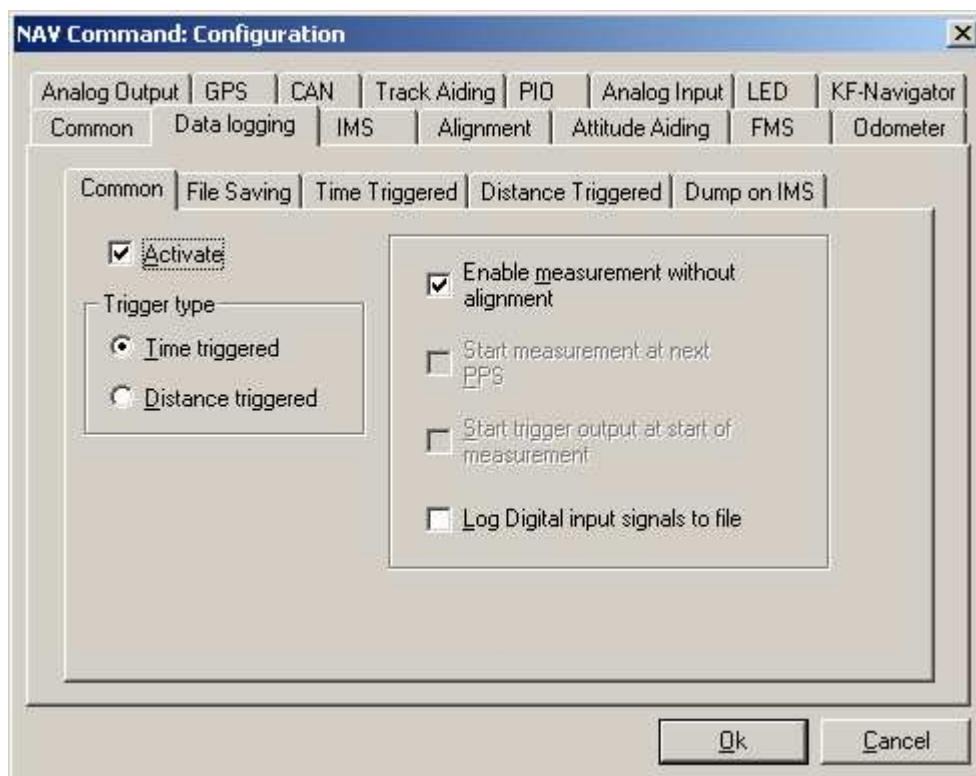 NAV Command: Configuration
Analog Output GPS CAN Track Aiding PIO Analog Input LED KF-Navigator
Common Data logging IMS Alignment Attitude Aiding FMS Odometer
Common File Saving Time Triggered Distance Triggered Dump on IMS
Activate
Trigger type
Time triggered
Distance triggered
Enable measurement without
alignment
Start measurement at next
PPS
Start trigger output at start of
measurement
Log Digital input signals to file
Ok Cancel